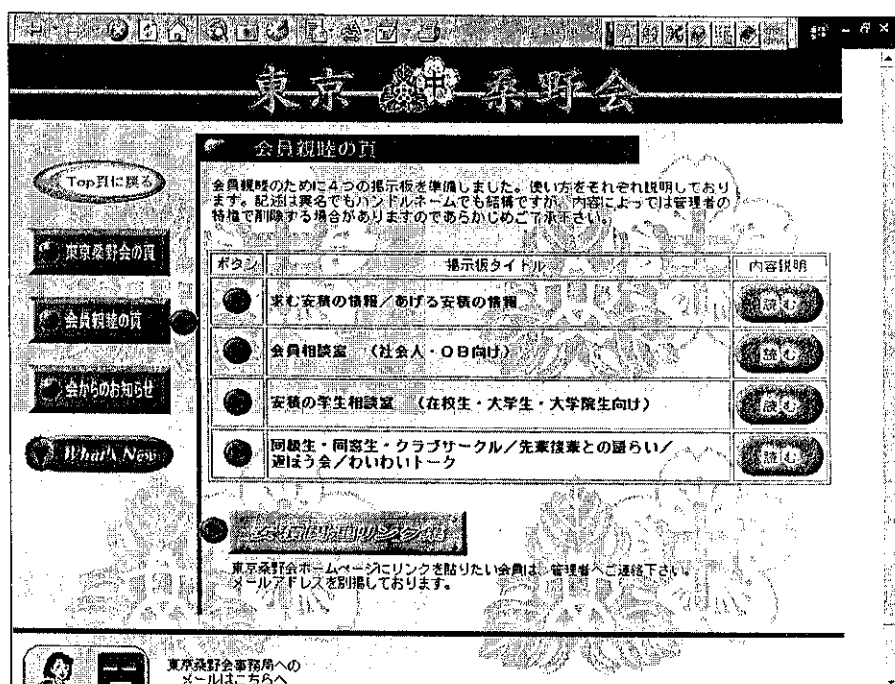 東京 桑野会
会員親睦の頁
Top頁に戻る
会員親睦のために4つの掲示板を準備しました。使い方をそれぞれ説明しており
ます。記述は異名でもハンドルネームでも結構ですが、内容によっては管理者の
特権で削除する場合がありますのであらかじめご了承下さい。
東京桑野会の頁
会員親睦の頁
会からのお知らせ
What's New
ボタン 掲示板タイトル 内容説明
求む安積の情報/あげる安積の情報 読む
会員相談室 (社会人・OB向け) 読む
安積の学生相談室 (在校生・大学生・大学院生向け) 読む
同級生・同窓生・クラブサークル/先輩後輩との語らい/
遊ぼう会/わいわいトーク 読む
東京桑野会ホームページにリンクを貼りたい会員は、管理者へご連絡下さい。
メールアドレスを別掲しております。
東京桑野会事務局への
メールはこちらへ